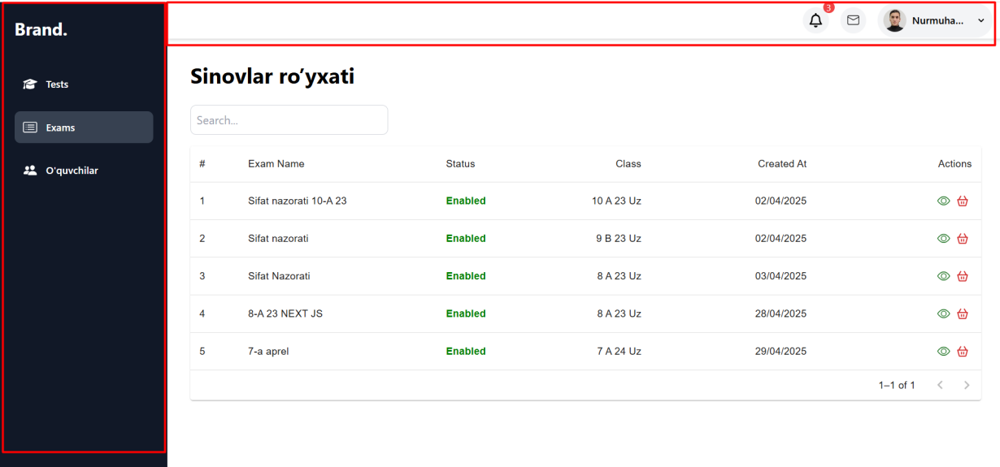 Brand.
3
Nurmuha...
Tests
Exams
O'quvchilar
Sinovlar ro‘yxati
Search...
# Exam Name Status Class Created At Actions
1 Sifat nazorati 10-A 23 Enabled 10 A 23 Uz 02/04/2025
2 Sifat nazorati Enabled 9 B 23 Uz 02/04/2025
3 Sifat Nazorati Enabled 8 A 23 Uz 03/04/2025
4 8-A 23 NEXT JS Enabled 8 A 23 Uz 28/04/2025
5 7-a aprel Enabled 7 A 24 Uz 29/04/2025
1–1 of 1